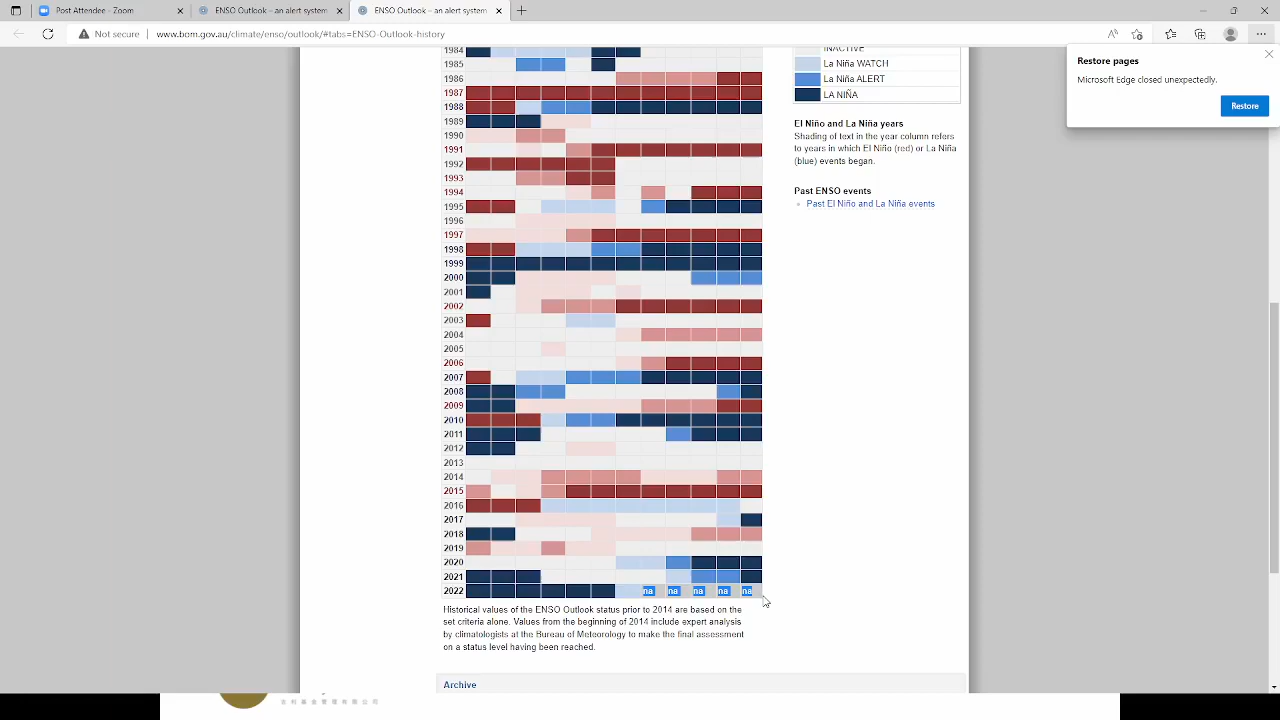 Post Attendee - Zoom
ENSO Outlook – an alert system
ENSO Outlook – an alert system
Not secure | www.bom.gov.au/climate/enso/outlook/#tabs=ENSO-Outlook-history
Restore pages
Microsoft Edge closed unexpectedly.
Restore
INACTIVE
La Niña WATCH
La Niña ALERT
LA NIÑA
El Niño and La Niña years
Shading of text in the year column refers
to years in which El Niño (red) or La Niña
(blue) events began.
Past ENSO events
Past El Niño and La Niña events
1984
1985
1986
1987
1988
1989
1990
1991
1992
1993
1994
1995
1996
1997
1998
1999
2000
2001
2002
2003
2004
2005
2006
2007
2008
2009
2010
2011
2012
2013
2014
2015
2016
2017
2018
2019
2020
2021
2022 na na na na na
Historical values of the ENSO Outlook status prior to 2014 are based on the
set criteria alone. Values from the beginning of 2014 include expert analysis
by climatologists at the Bureau of Meteorology to make the final assessment
on a status level having been reached.
Archive